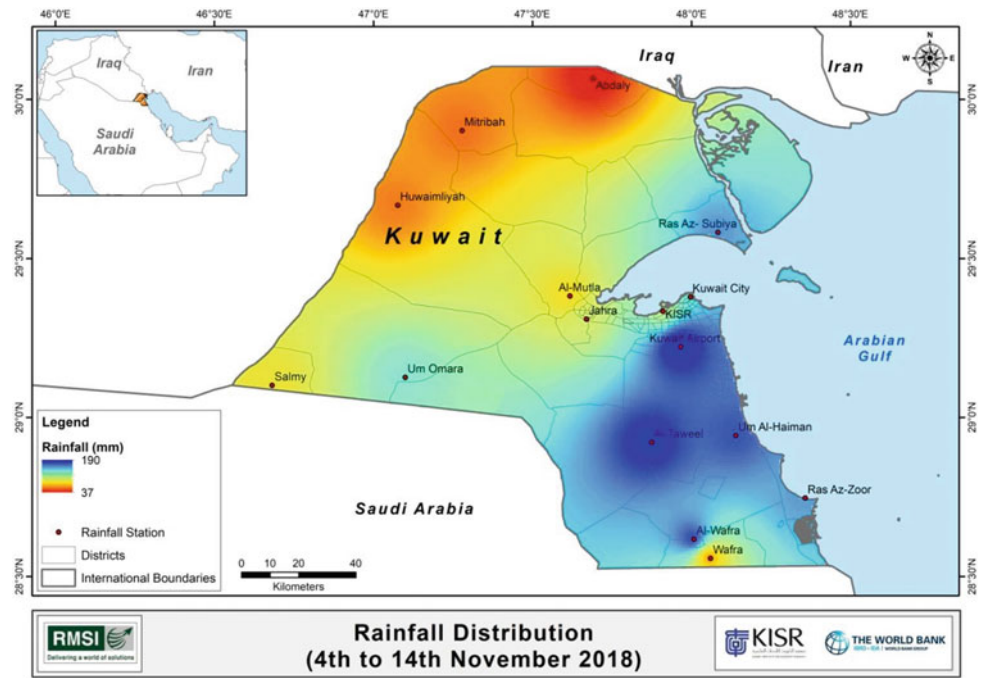 46°0'E 46°30'E 47°0'E 47°30'E 48°0'E 48°30'E
Iraq
Iran
Saudi
Arabia
Iraq
Iran
N
W E
S
30°0'N
30°0'N
29°30'N
29°30'N
29°0'N
29°0'N
28°30'N
28°30'N
Abdaly
Mitribah
Huwaimliyah
Kuwait
Ras Az- Subiya
Al-Mutla
Kuwait City
Jahra
KISR
Kuwait Airport
Arabian
Gulf
Salmy
Um Omara
Al-Taweel
Um Al-Haiman
Ras Az-Zoor
Al-Wafra
Wafra
Saudi Arabia
Legend
Rainfall (mm)
190
37
Rainfall Station
Districts
International Boundaries
0 10 20 40
Kilometers
RMSI
Delivering a world of solutions
Rainfall Distribution
(4th to 14th November 2018)
KISR
THE WORLD BANK
IBRD • IDA WORLD BANK GROUP